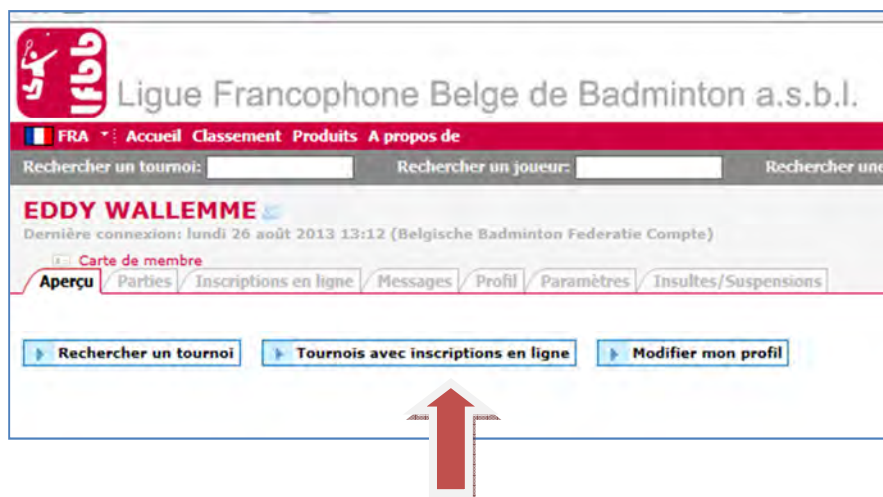 lfbb
Ligue Francophone Belge de Badminton a.s.b.l.
FRA Accueil Classement Produits A propos de
Rechercher un tournoi: Rechercher un joueur: Rechercher une
EDDY WALLEMME
Dernière connexion: lundi 26 août 2013 13:12 (Belgische Badminton Federatie Compte)
Carte de membre
Aperçu Parties Inscriptions en ligne Messages Profil Paramètres Insultes/Suspensions
Rechercher un tournoi Tournois avec inscriptions en ligne Modifier mon profil